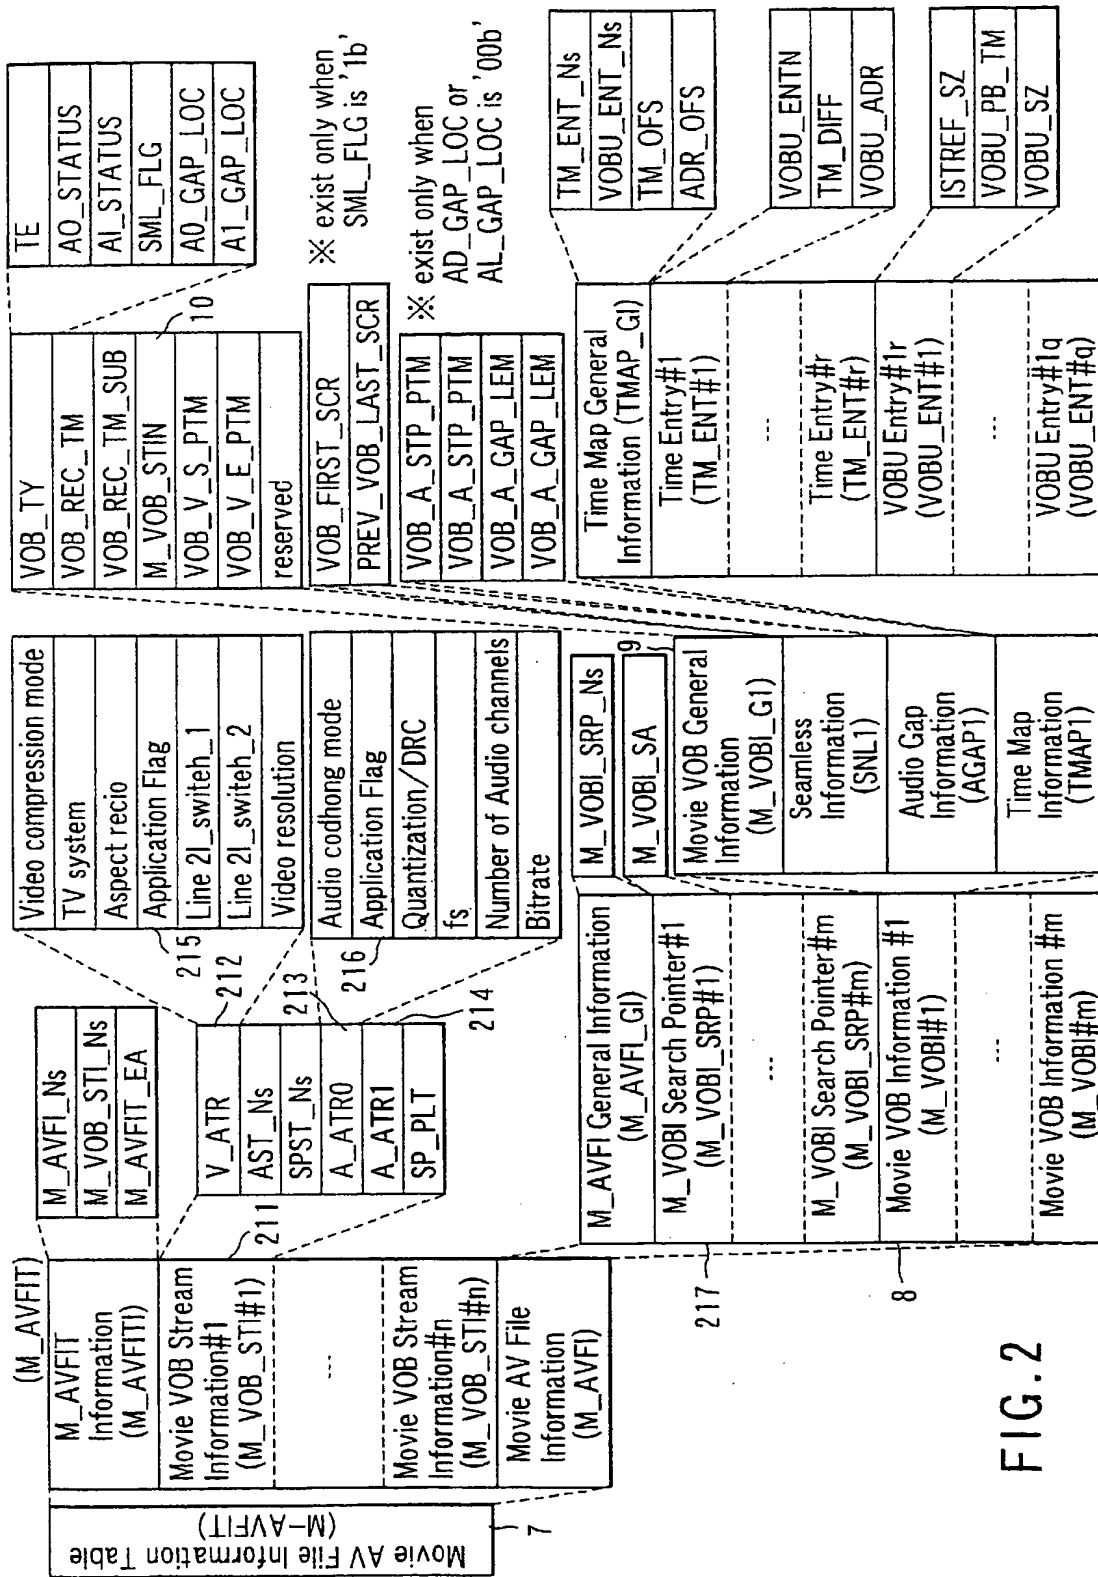 Movie AV File Information Table
(M-AVFIT)
7
(M_AVFIT)
M_AVFIT
Information
(M_AVFITI)
Movie VOB Stream
Information#1
(M_VOB_STI#1)
...
Movie VOB Stream
Information#n
(M_VOB_STI#n)
Movie AV File
Information
(M_AVFI)
211
M_AVFI_Ns
M_VOB_STI_Ns
M_AVFIT_EA
V_ATR
AST_Ns
SPST_Ns
A_ATR0
A_ATR1
SP_PLT
212
213
214
Video compression mode
TV system
Aspect recio
Application Flag
Line 2I_switeh_1
Line 2I_switeh_2
Video resolution
215
Audio codhong mode
Application Flag
Quantization/DRC
fs
Number of Audio channels
Bitrate
216
M_AVFI General Information
(M_AVFI_GI)
M_VOBI Search Pointer#1
(M_VOBI_SRP#1)
...
M_VOBI Search Pointer#m
(M_VOBI_SRP#m)
Movie VOB Information #1
(M_VOBI#1)
...
Movie VOB Information #m
(M_VOBI#m)
217
8
M_VOBI_SRP_Ns
M_VOBI_SA
9
Movie VOB General
Information
(M_VOBI_G1)
Seamless
Information
(SNL1)
Audio Gap
Information
(AGAP1)
Time Map
Information
(TMAP1)
VOB_TY
VOB_REC_TM
VOB_REC_TM_SUB
M_VOB_STIN
VOB_V_S_PTM
VOB_V_E_PTM
reserved
10
TE
AO_STATUS
AI_STATUS
SML_FLG
A0_GAP_LOC
A1_GAP_LOC
VOB_FIRST_SCR
PREV_VOB_LAST_SCR
※ exist only when
SML_FLG is '1b'
VOB_A_STP_PTM
VOB_A_STP_PTM
VOB_A_GAP_LEM
VOB_A_GAP_LEM
※ exist only when
AD_GAP_LOC or
AL_GAP_LOC is '00b'
Time Map General
Information (TMAP_GI)
Time Entry#1
(TM_ENT#1)
...
Time Entry#r
(TM_ENT#r)
VOBU Entry#1r
(VOBU_ENT#1)
...
VOBU Entry#1q
(VOBU_ENT#q)
TM_ENT_Ns
VOBU_ENT_Ns
TM_OFS
ADR_OFS
VOBU_ENTN
TM_DIFF
VOBU_ADR
ISTREF_SZ
VOBU_PB_TM
VOBU_SZ
FIG.2